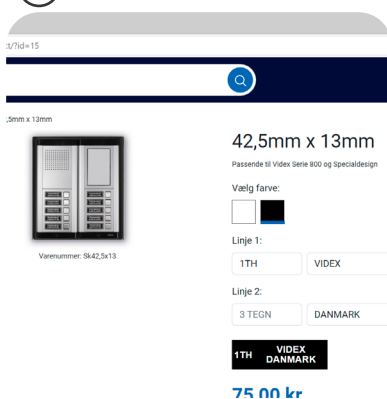 ct/?id=15
,5mm x 13mm
42,5mm x 13mm
Passende til Videx Serie 800 og Specialdesign
Vælg farve:
Varenummer: Sk42,5x13
Linje 1:
1TH VIDEX
Linje 2:
3 TEGN DANMARK
1TH VIDEX
DANMARK
75,00 kr